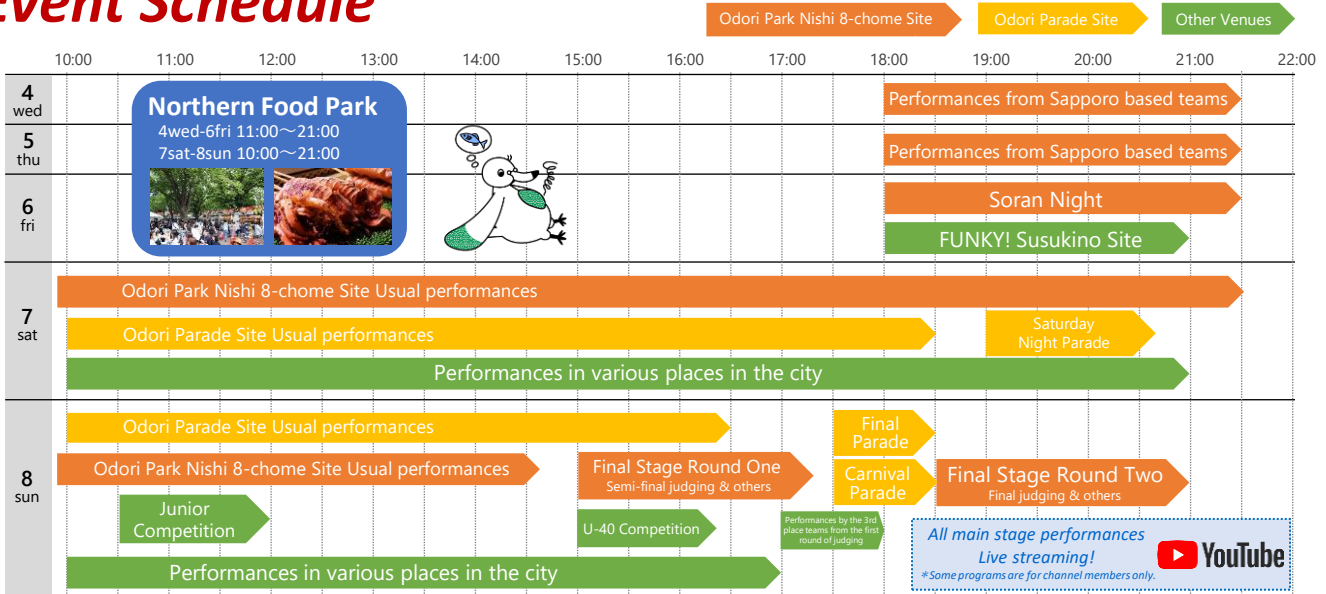 Event Schedule
Odori Park Nishi 8-chome Site
Odori Parade Site
Other Venues
10:00
11:00
12:00
13:00
14:00
15:00
16:00
17:00
18:00
19:00
20:00
21:00
22:00
4
wed
Northern Food Park
4wed-6fri 11:00～21:00
7sat-8sun 10:00～21:00
Performances from Sapporo based teams
5
thu
Performances from Sapporo based teams
6
fri
Soran Night
FUNKY! Susukino Site
7
sat
Odori Park Nishi 8-chome Site Usual performances
Odori Parade Site Usual performances
Saturday
Night Parade
Performances in various places in the city
8
sun
Odori Parade Site Usual performances
Final
Parade
Odori Park Nishi 8-chome Site Usual performances
Final Stage Round One
Semi-final judging & others
Carnival
Parade
Final Stage Round Two
Final judging & others
Junior
Competition
U-40 Competition
Performances by the 3rd
place teams from the first
round of judging
Performances in various places in the city
All main stage performances
Live streaming!
*Some programs are for channel members only.
YouTube